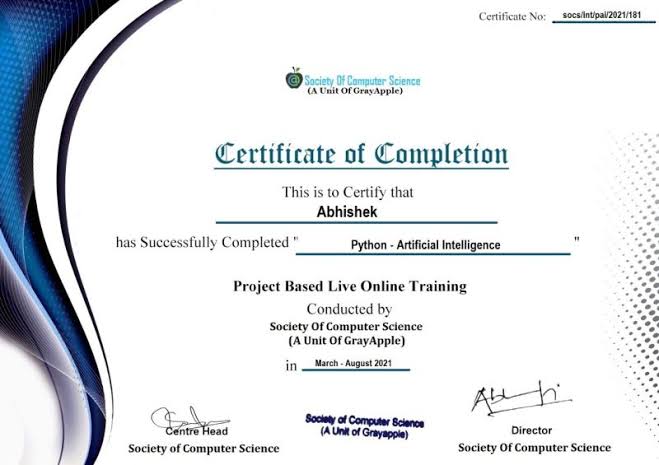 Certificate No: socs/int/pai/2021/181
Society Of Computer Science
(A Unit Of GrayApple)
Certificate of Completion
This is to Certify that
Abhishek
has Successfully Completed " Python - Artificial Intelligence "
Project Based Live Online Training
Conducted by
Society Of Computer Science
(A Unit Of GrayApple)
in March - August 2021
Society of Computer Science
(A Unit of Grayapple)
Centre Head
Society of Computer Science
Director
Society Of Computer Science